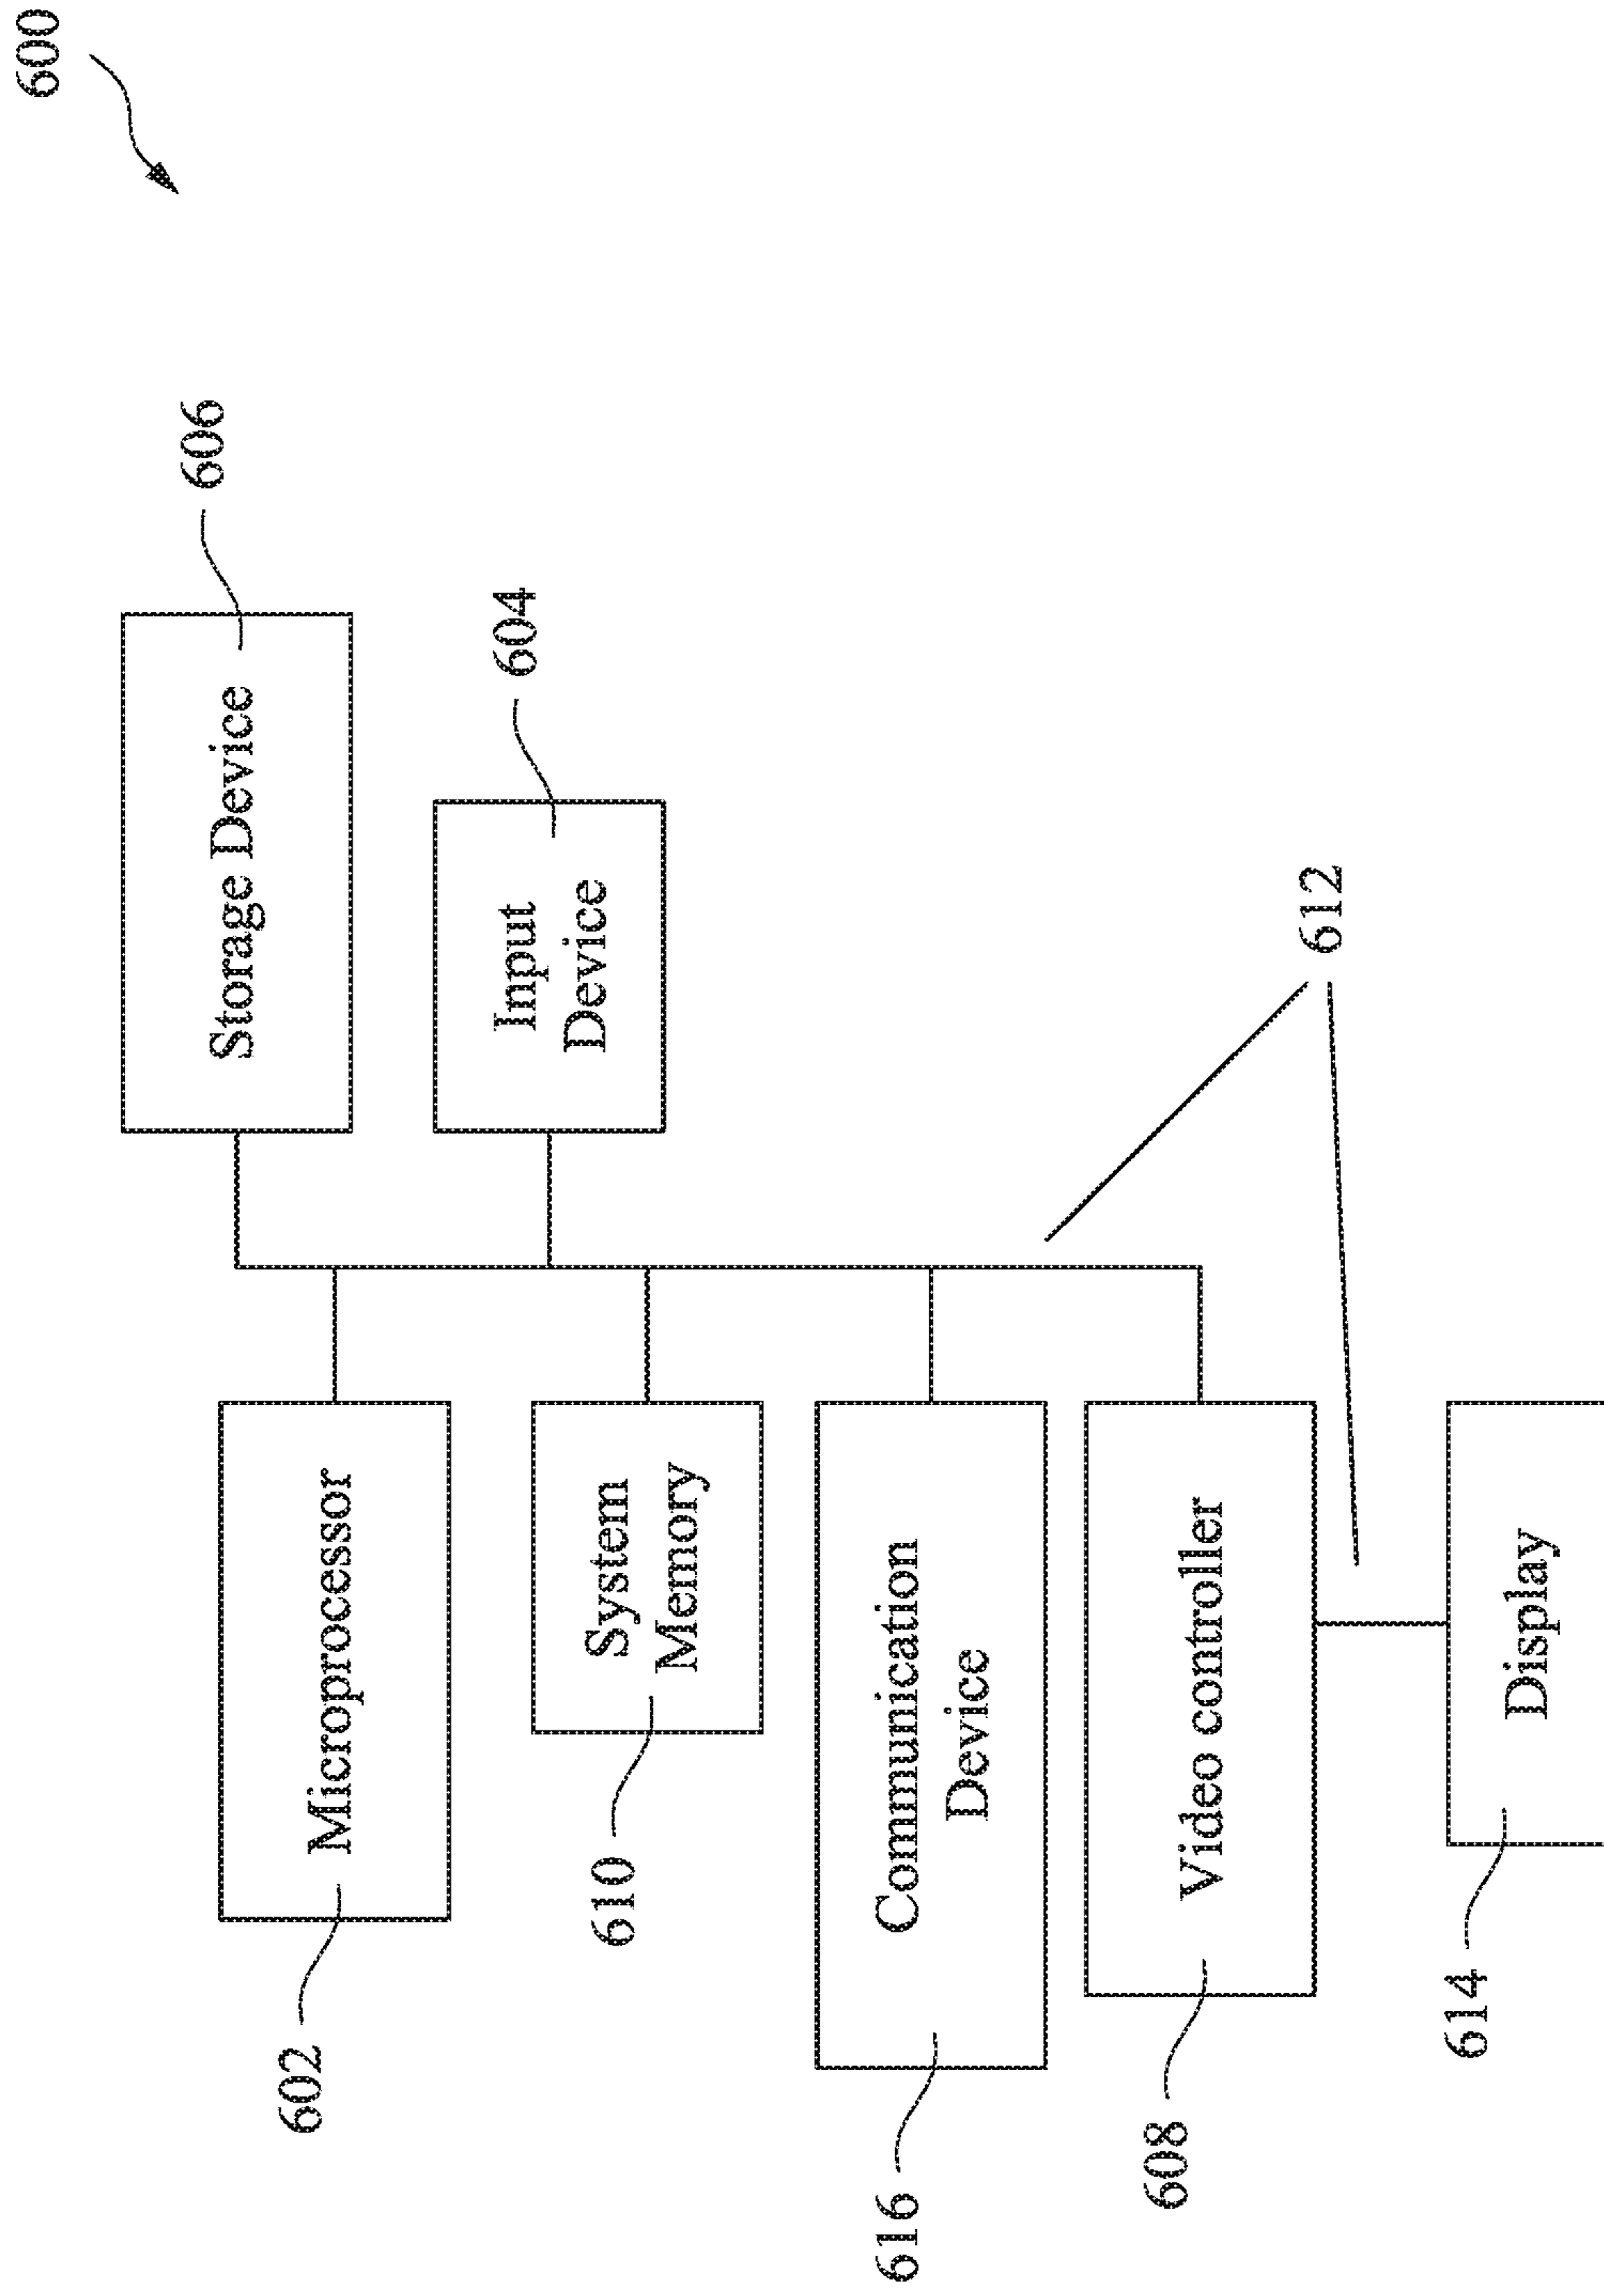 600
Storage Device
606
Input
Device
604
612
Microprocessor
602
System
Memory
610
Communication
Device
616
Video controller
608
Display
614